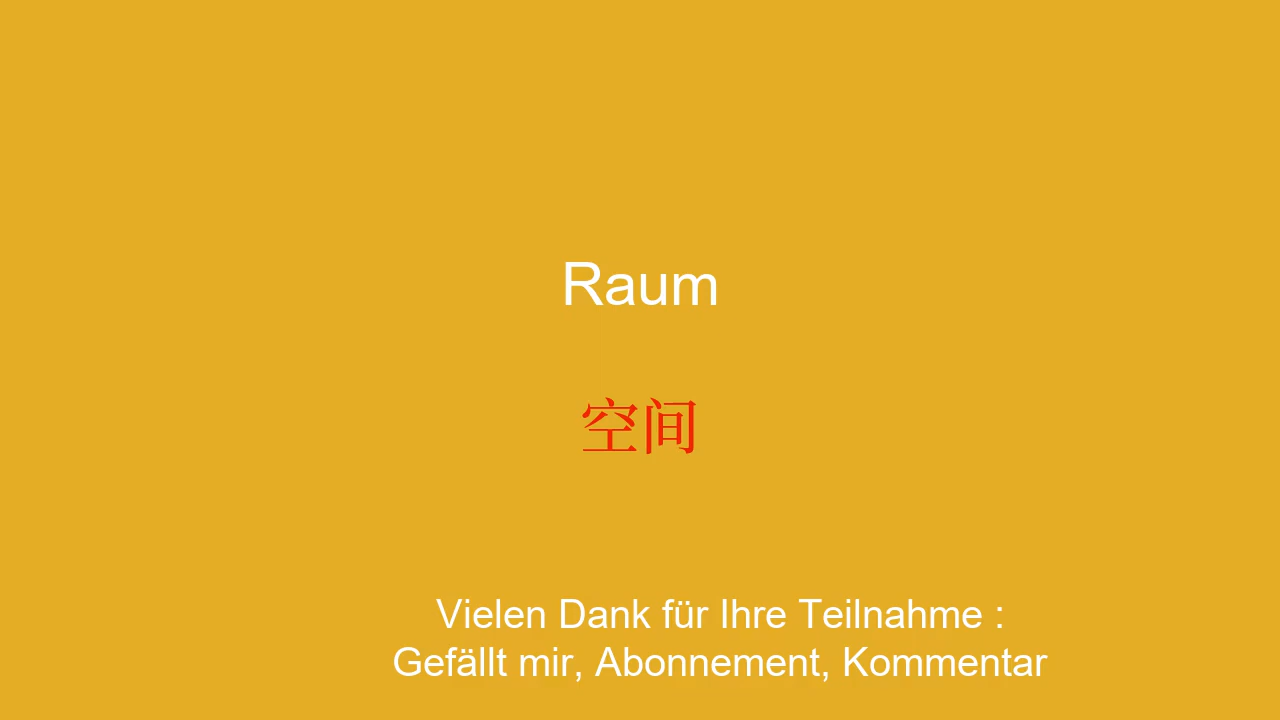 Raum
空间
Vielen Dank für Ihre Teilnahme :
Gefällt mir, Abonnement, Kommentar